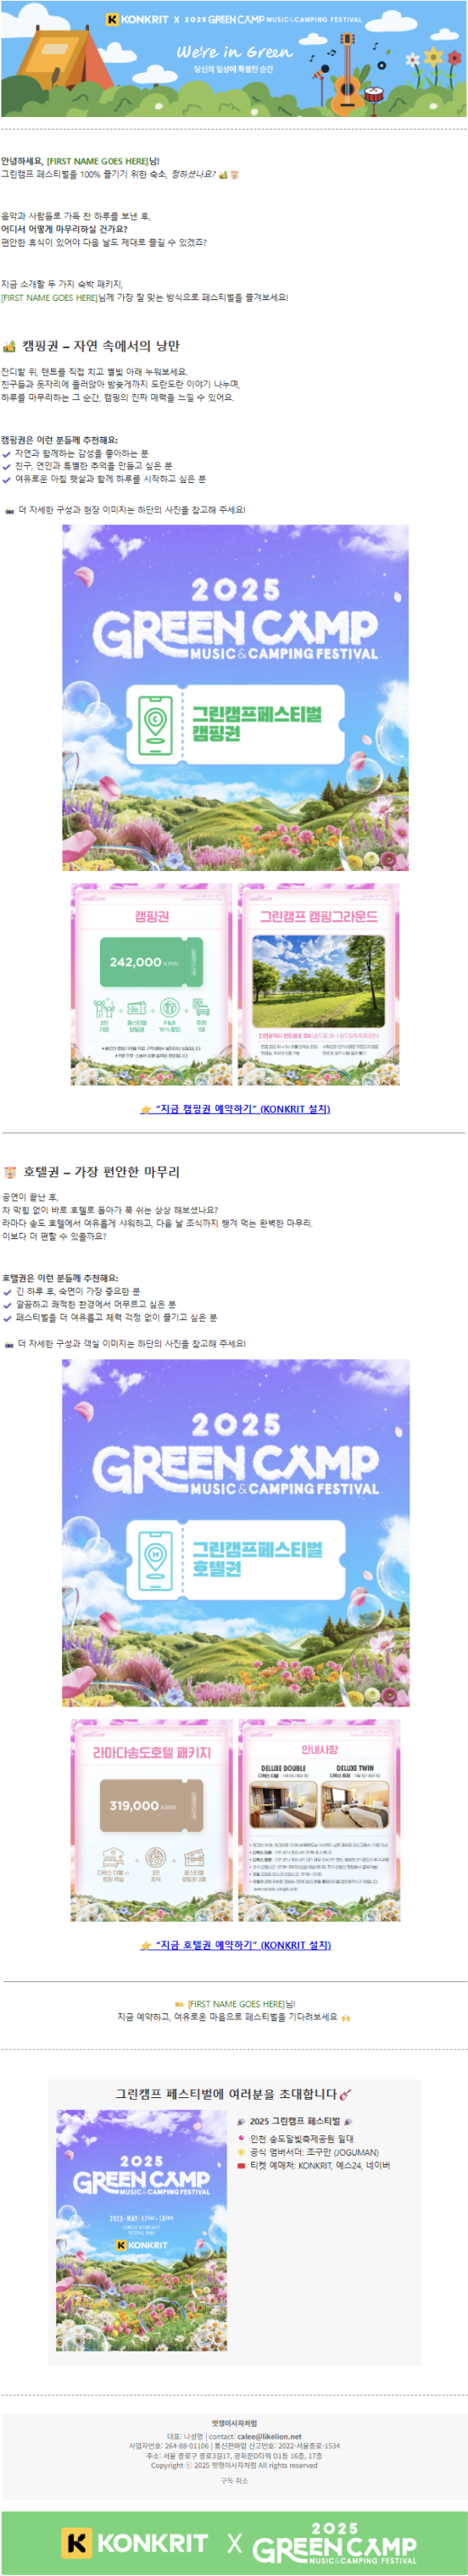 KONKRIT X 2025 GREEN CAMP MUSIC&CAMPING FESTIVAL
We're in Green
당신의 일상에 특별한 순간
안녕하세요, [FIRST NAME GOES HERE]님!
그린캠프 페스티벌을 100% 즐기기 위한 숙소, 정하셨나요? 🏕️🏨
음악과 사람들로 가득 찬 하루를 보낸 후,
어디서 어떻게 마무리하실 건가요?
편안한 휴식이 있어야 다음 날도 제대로 즐길 수 있겠죠?
지금 소개할 두 가지 숙박 패키지,
[FIRST NAME GOES HERE]님께 가장 잘 맞는 방식으로 페스티벌을 즐겨보세요!
🏕️ 캠핑권 – 자연 속에서의 낭만
잔디밭 위, 텐트를 직접 치고 별빛 아래 누워보세요.
친구들과 돗자리에 둘러앉아 밤늦게까지 도란도란 이야기 나누며,
하루를 마무리하는 그 순간, 캠핑의 진짜 매력을 느낄 수 있어요.
캠핑권은 이런 분들께 추천해요:
✔️ 자연과 함께하는 감성을 좋아하는 분
✔️ 친구, 연인과 특별한 추억을 만들고 싶은 분
✔️ 여유로운 아침 햇살과 함께 하루를 시작하고 싶은 분
📸 더 자세한 구성과 현장 이미지는 하단의 사진을 참고해 주세요!
2025
GREEN CAMP
MUSIC&CAMPING FESTIVAL
그린캠프페스티벌
캠핑권
캠핑권
242,000 KRW
2인
가준
페스티벌
양일권
F&B
10%할인
주차
1대
그린캠프 캠핑그라운드
👉 “지금 캠핑권 예약하기” (KONKRIT 설치)
🏨 호텔권 – 가장 편안한 마무리
공연이 끝난 후,
차 막힘 없이 바로 호텔로 돌아가 푹 쉬는 상상 해보셨나요?
라마다 송도 호텔에서 여유롭게 샤워하고, 다음 날 조식까지 챙겨 먹는 완벽한 마무리.
이보다 더 편할 수 있을까요?
호텔권은 이런 분들께 추천해요:
✔️ 긴 하루 후, 숙면이 가장 중요한 분
✔️ 깔끔하고 쾌적한 환경에서 머무르고 싶은 분
✔️ 페스티벌을 더 여유롭고 체력 걱정 없이 즐기고 싶은 분
📸 더 자세한 구성과 객실 이미지는 하단의 사진을 참고해 주세요!
2025
GREEN CAMP
MUSIC&CAMPING FESTIVAL
그린캠프페스티벌
호텔권
라마다송도호텔 패키지
319,000 KRW
2인
조식
안내사항
DELUXE DOUBLE
DELUXE TWIN
👉 “지금 호텔권 예약하기” (KONKRIT 설치)
🎫 [FIRST NAME GOES HERE]님!
지금 예약하고, 여유로운 마음으로 페스티벌을 기다려보세요 🙌
그린캠프 페스티벌에 여러분을 초대합니다🎸
🎉 2025 그린캠프 페스티벌 🎉
📍 인천 송도달빛축제공원 일대
🌟 공식 앰버서더: 조구만 (JOGUMAN)
🎟️ 티켓 예매처: KONKRIT, 예스24, 네이버
2025
GREEN CAMP
MUSIC&CAMPING FESTIVAL
KONKRIT
멋쟁이사자처럼
대표: 나성영 | contact: calee@likelion.net
사업자번호: 264-88-01106 | 통신판매업 신고번호: 2022-서울종로-1534
주소: 서울 종로구 종로3길17, 광화문D타워 D1동 16층, 17층
Copyright ⓒ 2025 멋쟁이사자처럼 All rights reserved
구독 취소
KONKRIT X 2025 GREEN CAMP MUSIC&CAMPING FESTIVAL